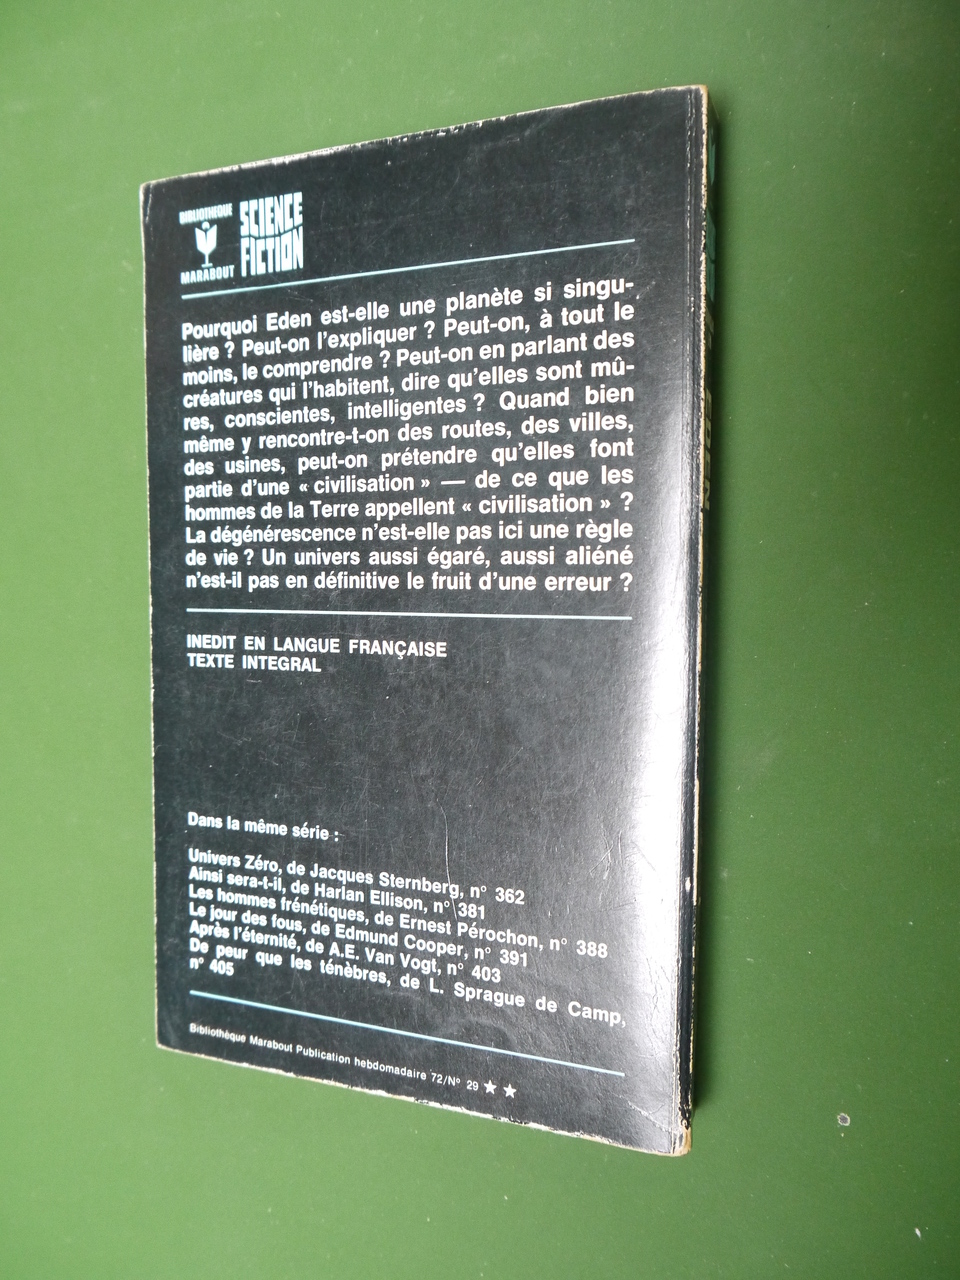 BIBLIOTHEQUE
MARABOUT
SCIENCE
FICTION
Pourquoi Eden est-elle une planète si singu-
lière ? Peut-on l'expliquer ? Peut-on, à tout le
moins, le comprendre ? Peut-on en parlant des
créatures qui l'habitent, dire qu'elles sont mû-
res, conscientes, intelligentes ? Quand bien
même y rencontre-t-on des routes, des villes,
des usines, peut-on prétendre qu'elles font
partie d'une « civilisation » — de ce que les
hommes de la Terre appellent « civilisation » ?
La dégénérescence n'est-elle pas ici une règle
de vie ? Un univers aussi égaré, aussi aliéné
n'est-il pas en définitive le fruit d'une erreur ?
INEDIT EN LANGUE FRANÇAISE
TEXTE INTEGRAL
Dans la même série :
Univers Zéro, de Jacques Sternberg, n° 362
Ainsi sera-t-il, de Harlan Ellison, n° 381
Les hommes frénétiques, de Ernest Pérochon, n° 388
Le jour des fous, de Edmund Cooper, n° 391
Après l'éternité, de A.E. Van Vogt, n° 403
De peur que les ténèbres, de L. Sprague de Camp,
n° 405
Bibliothèque Marabout Publication hebdomadaire 72/N° 29 ★★
EDEN